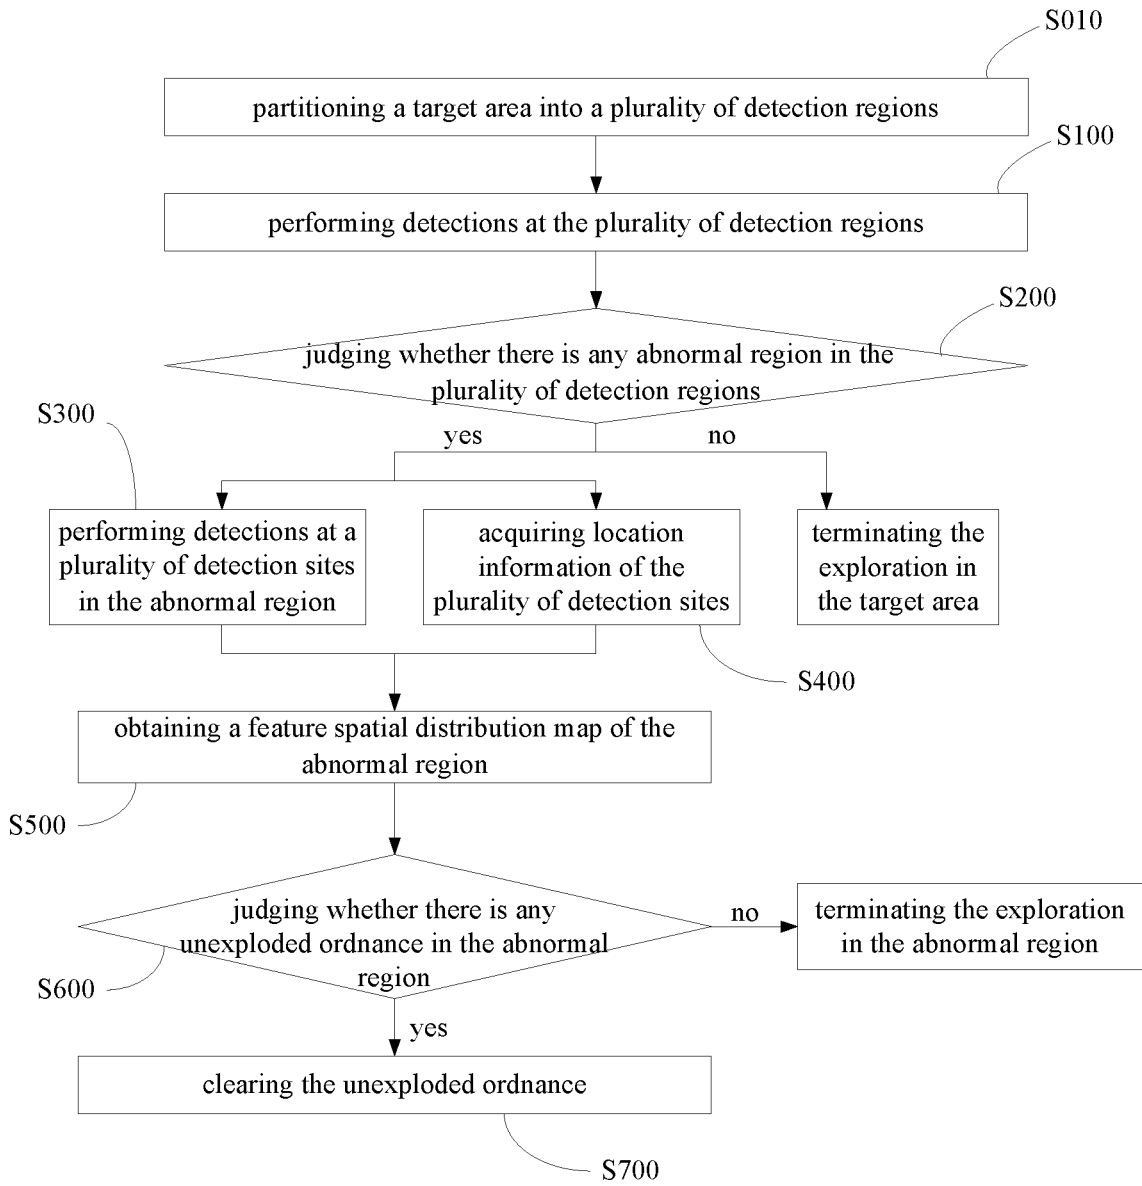 S010
partitioning a target area into a plurality of detection regions
S100
performing detections at the plurality of detection regions
S200
judging whether there is any abnormal region in the
plurality of detection regions
yes
no
S300
performing detections at a
plurality of detection sites
in the abnormal region
acquiring location
information of the
plurality of detection sites
terminating the
exploration in
the target area
S400
obtaining a feature spatial distribution map of the
abnormal region
S500
judging whether there is any
unexploded ordnance in the abnormal
region
no
terminating the exploration
in the abnormal region
S600
yes
clearing the unexploded ordnance
S700